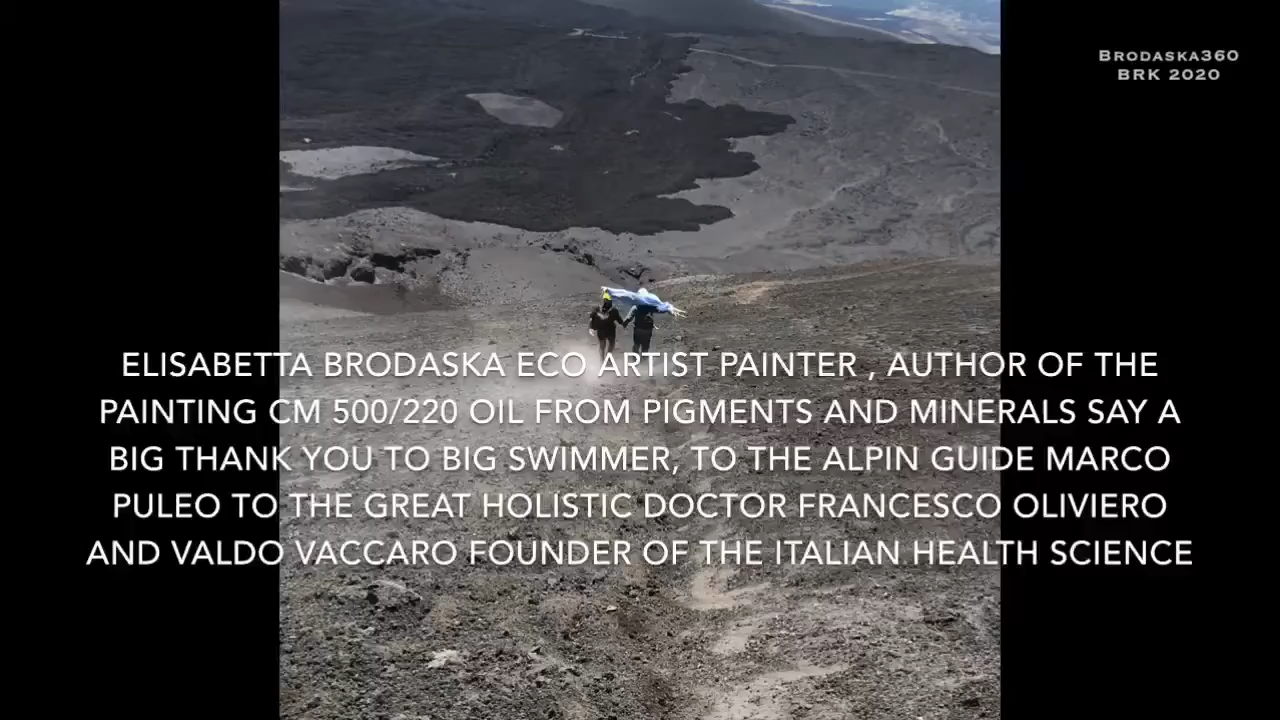 BRODASKA360
BRK 2020
ELISABETTA BRODASKA ECO ARTIST PAINTER , AUTHOR OF THE
PAINTING CM 500/220 OIL FROM PIGMENTS AND MINERALS SAY A
BIG THANK YOU TO BIG SWIMMER, TO THE ALPIN GUIDE MARCO
PULEO TO THE GREAT HOLISTIC DOCTOR FRANCESCO OLIVIERO
AND VALDO VACCARO FOUNDER OF THE ITALIAN HEALTH SCIENCE